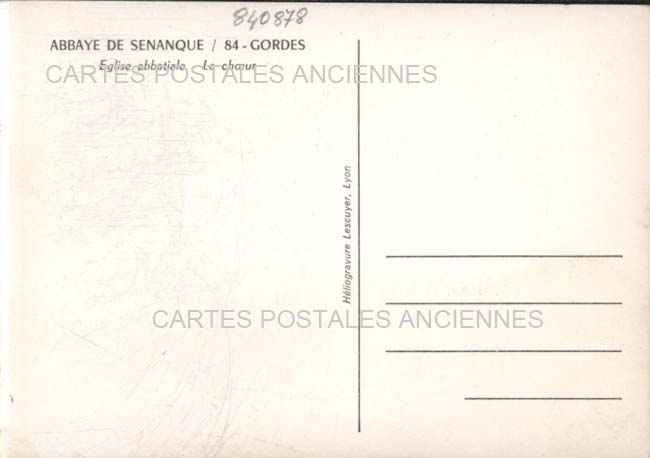 840878
ABBAYE DE SENANQUE / 84 - GORDES
Eglise abbatiale - Le chœur
CARTES POSTALES ANCIENNES
Héliogravure Lescuyer, Lyon
CARTES POSTALES ANCIENNES